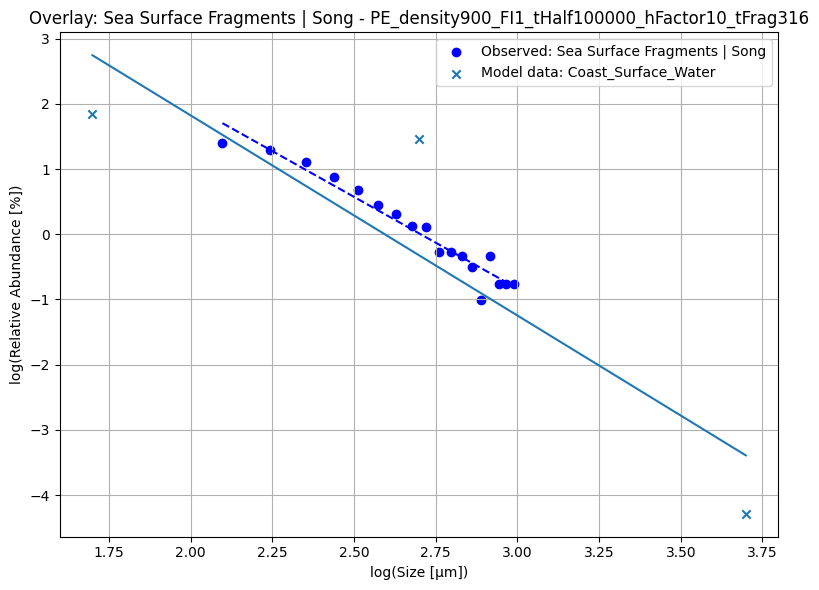 Overlay: Sea Surface Fragments | Song - PE_density900_FI1_tHalf100000_hFactor10_tFrag316
Observed: Sea Surface Fragments | Song
Model data: Coast_Surface_Water
log(Relative Abundance [%])
3
2
1
0
−1
−2
−3
−4
1.75 2.00 2.25 2.50 2.75 3.00 3.25 3.50 3.75
log(Size [µm])